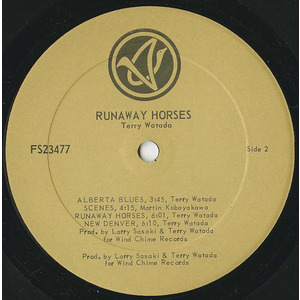 RUNAWAY HORSES
Terry Watada
FS23477
Side 2
ALBERTA BLUES, 3:45, Terry Watada
SCENES, 4:15, Martin Kobayakawa
RUNAWAY HORSES, 6:01, Terry Watada
NEW DENVER, 6:10, Terry Watada
Prod. by Larry Sasaki & Terry Watada
for Wind Chime Records
Prod. by Larry Sasaki & Terry Watada
for Wind Chime Records